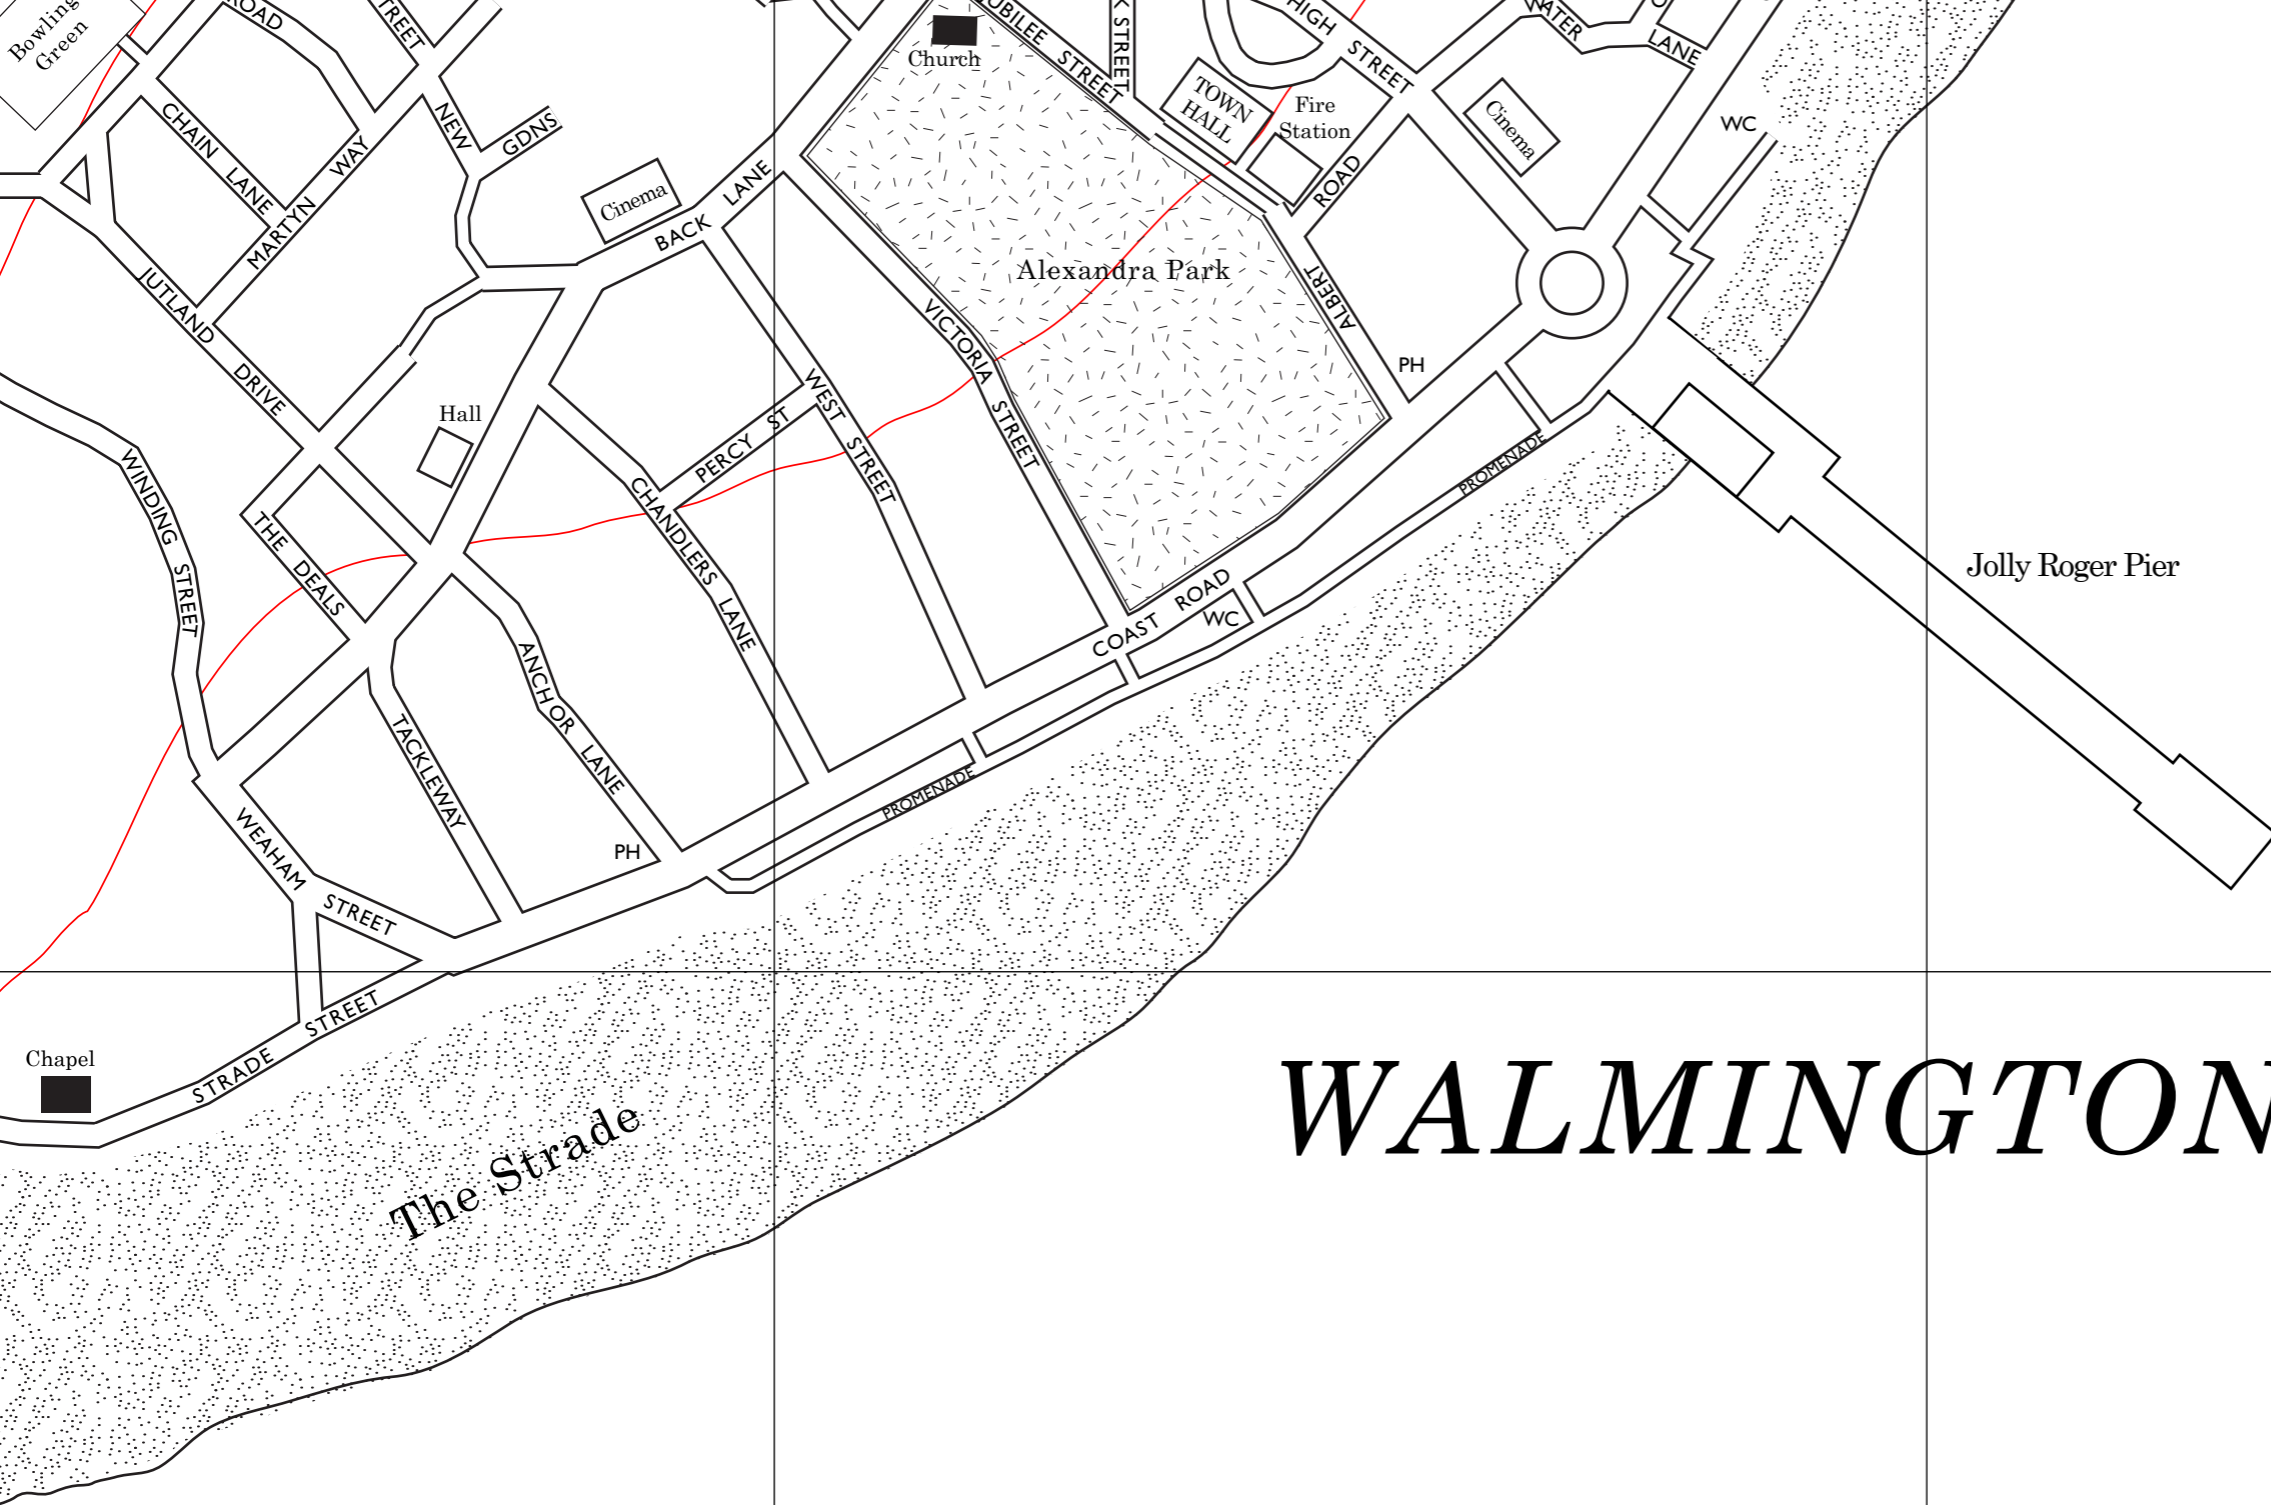 Bowling
Green
ROAD
CHAIN LANE
MARTYN WAY
NEW
GDNS
JUTLAND DRIVE
Cinema
BACK LANE
Church
JUBILEE STREET
STREET
TOWN
HALL
Fire
Station
HIGH STREET
ROAD
ALBERT
Cinema
WATER
LANE
WC
Alexandra Park
VICTORIA STREET
WEST STREET
PERCY ST
PH
Hall
WINDING STREET
THE DEALS
CHANDLERS LANE
ANCHOR LANE
TACKLEWAY
COAST ROAD
WC
PROMENADE
PROMENADE
Jolly Roger Pier
PH
WEAHAM STREET
STRADE STREET
Chapel
The Strade
WALMINGTON